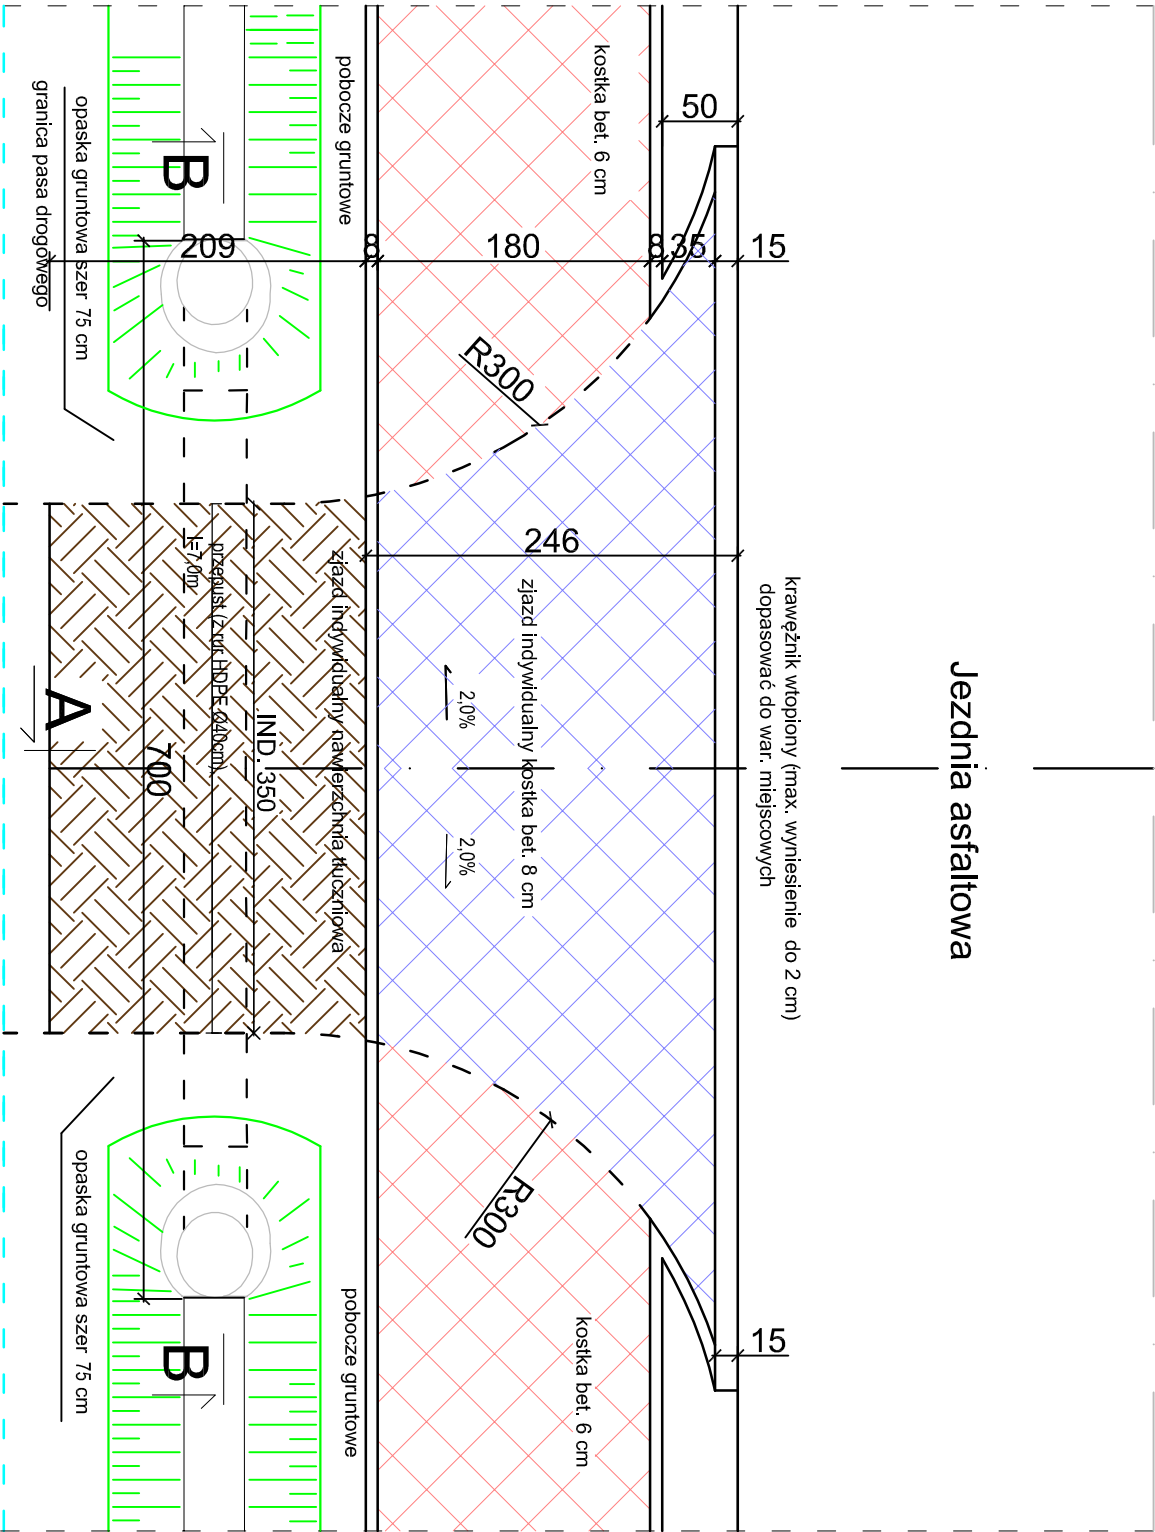 Jezdnia asfaltowa
krawężnik wtopiony (max. wyniesienie do 2 cm)
dopasować do war. miejscowych
50
15
35
8
180
8
209
kostka bet. 6 cm
pobocze gruntowe
B
opaska gruntowa szer 75 cm
granica pasa drogowego
R300
246
zjazd indywidualny kostka bet. 8 cm
2,0%
2,0%
zjazd indywidualny nawierzchnia tłuczniowa
IND. 350
przepust (z rur HDPE Ø40cm),
l=7,0m
700
A
R300
15
kostka bet. 6 cm
pobocze gruntowe
B
opaska gruntowa szer 75 cm